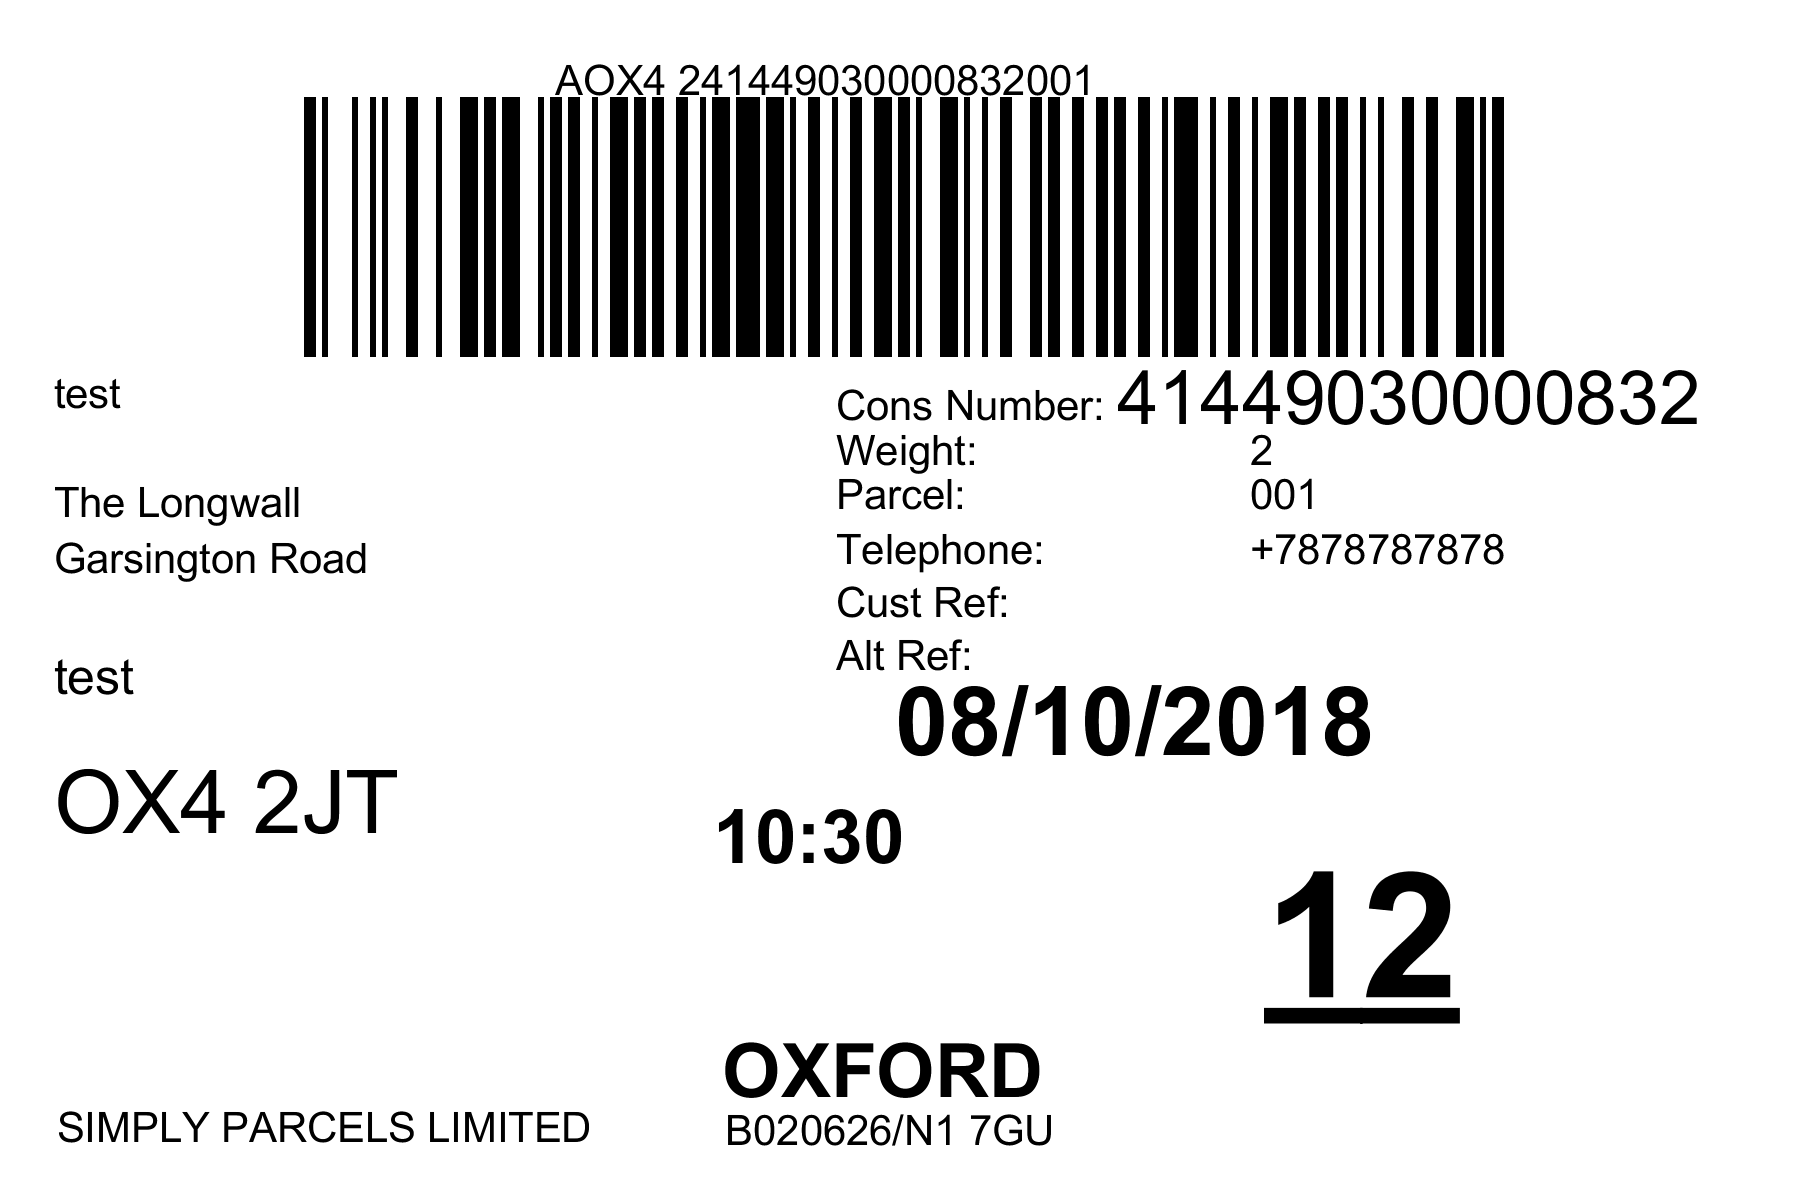 AOX4 241449030000832001
test
The Longwall
Garsington Road
test
OX4 2JT
Cons Number: 41449030000832
Weight: 2
Parcel: 001
Telephone: +7878787878
Cust Ref:
Alt Ref:
08/10/2018
10:30
12
OXFORD
SIMPLY PARCELS LIMITED
B020626/N1 7GU